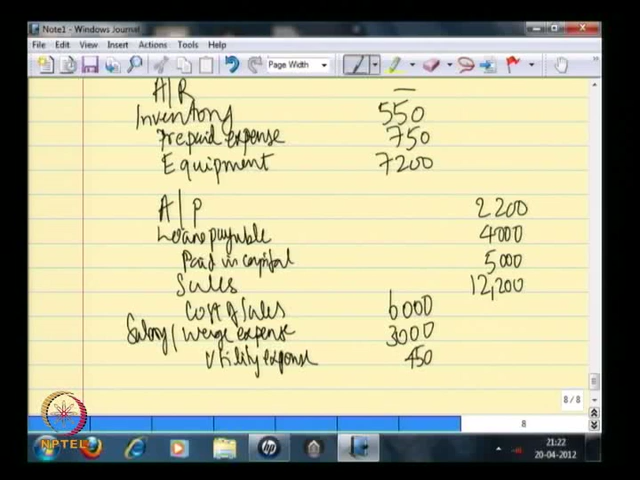 Note1 - Windows Journal
File Edit View Insert Actions Tools Help
Page Width
A/R –
Inventory 550
Prepaid expense 750
Equipment 7200
A/P 2200
Loans payable 4000
Paid in capital 5000
Sales 12,200
Cost of Sales 6000
Salary/Wage expense 3000
Utility expense 450
8/8
8
NPTEL
hp
21:22
20-04-2012